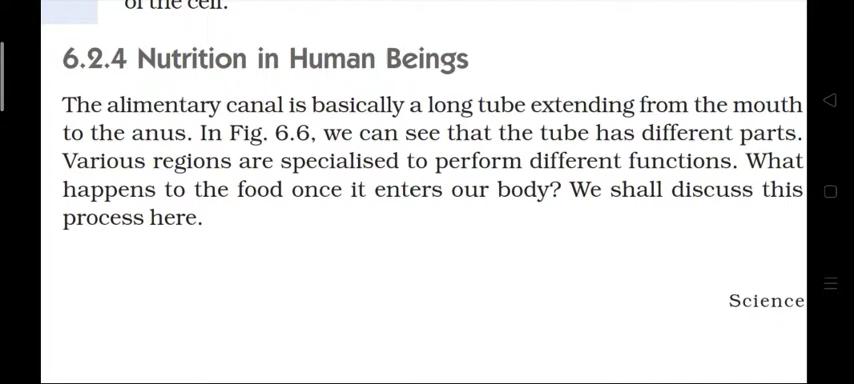 of the cell.
6.2.4 Nutrition in Human Beings
The alimentary canal is basically a long tube extending from the mouth
to the anus. In Fig. 6.6, we can see that the tube has different parts.
Various regions are specialised to perform different functions. What
happens to the food once it enters our body? We shall discuss this
process here.
Science